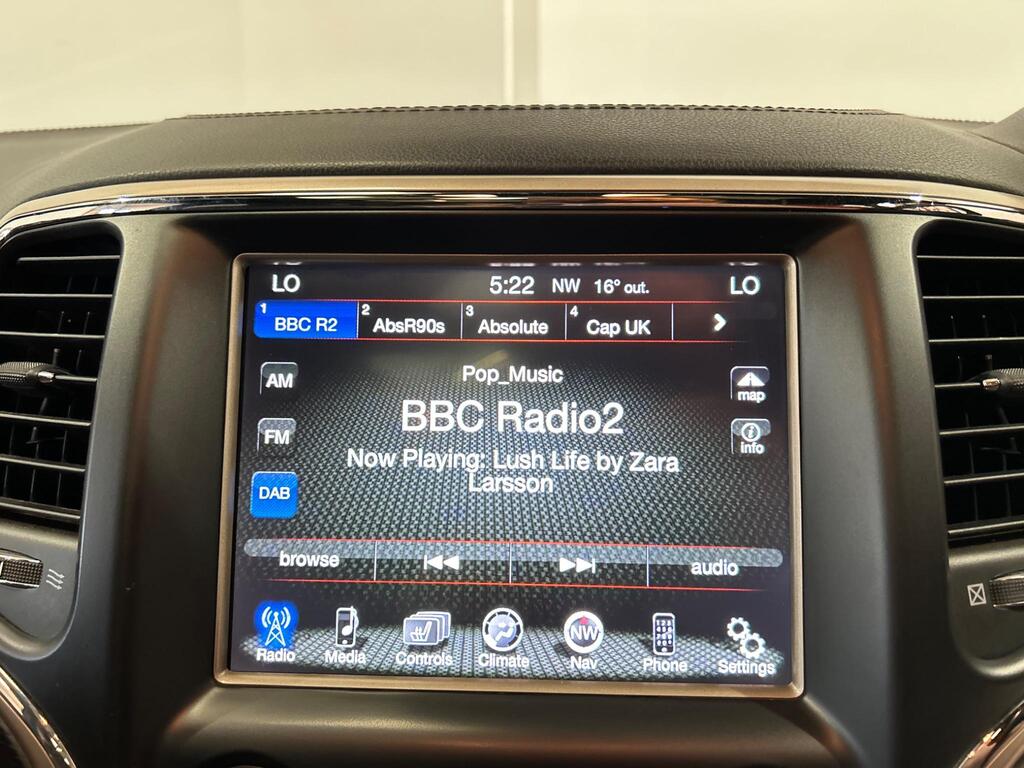 LO 5:22 NW 16° out. LO
1 BBC R2 2 AbsR90s 3 Absolute 4 Cap UK
AM
Pop_Music
map
BBC Radio2
FM
info
Now Playing: Lush Life by Zara
Larsson
DAB
browse audio
Radio Media Controls Climate NW Nav Phone Settings